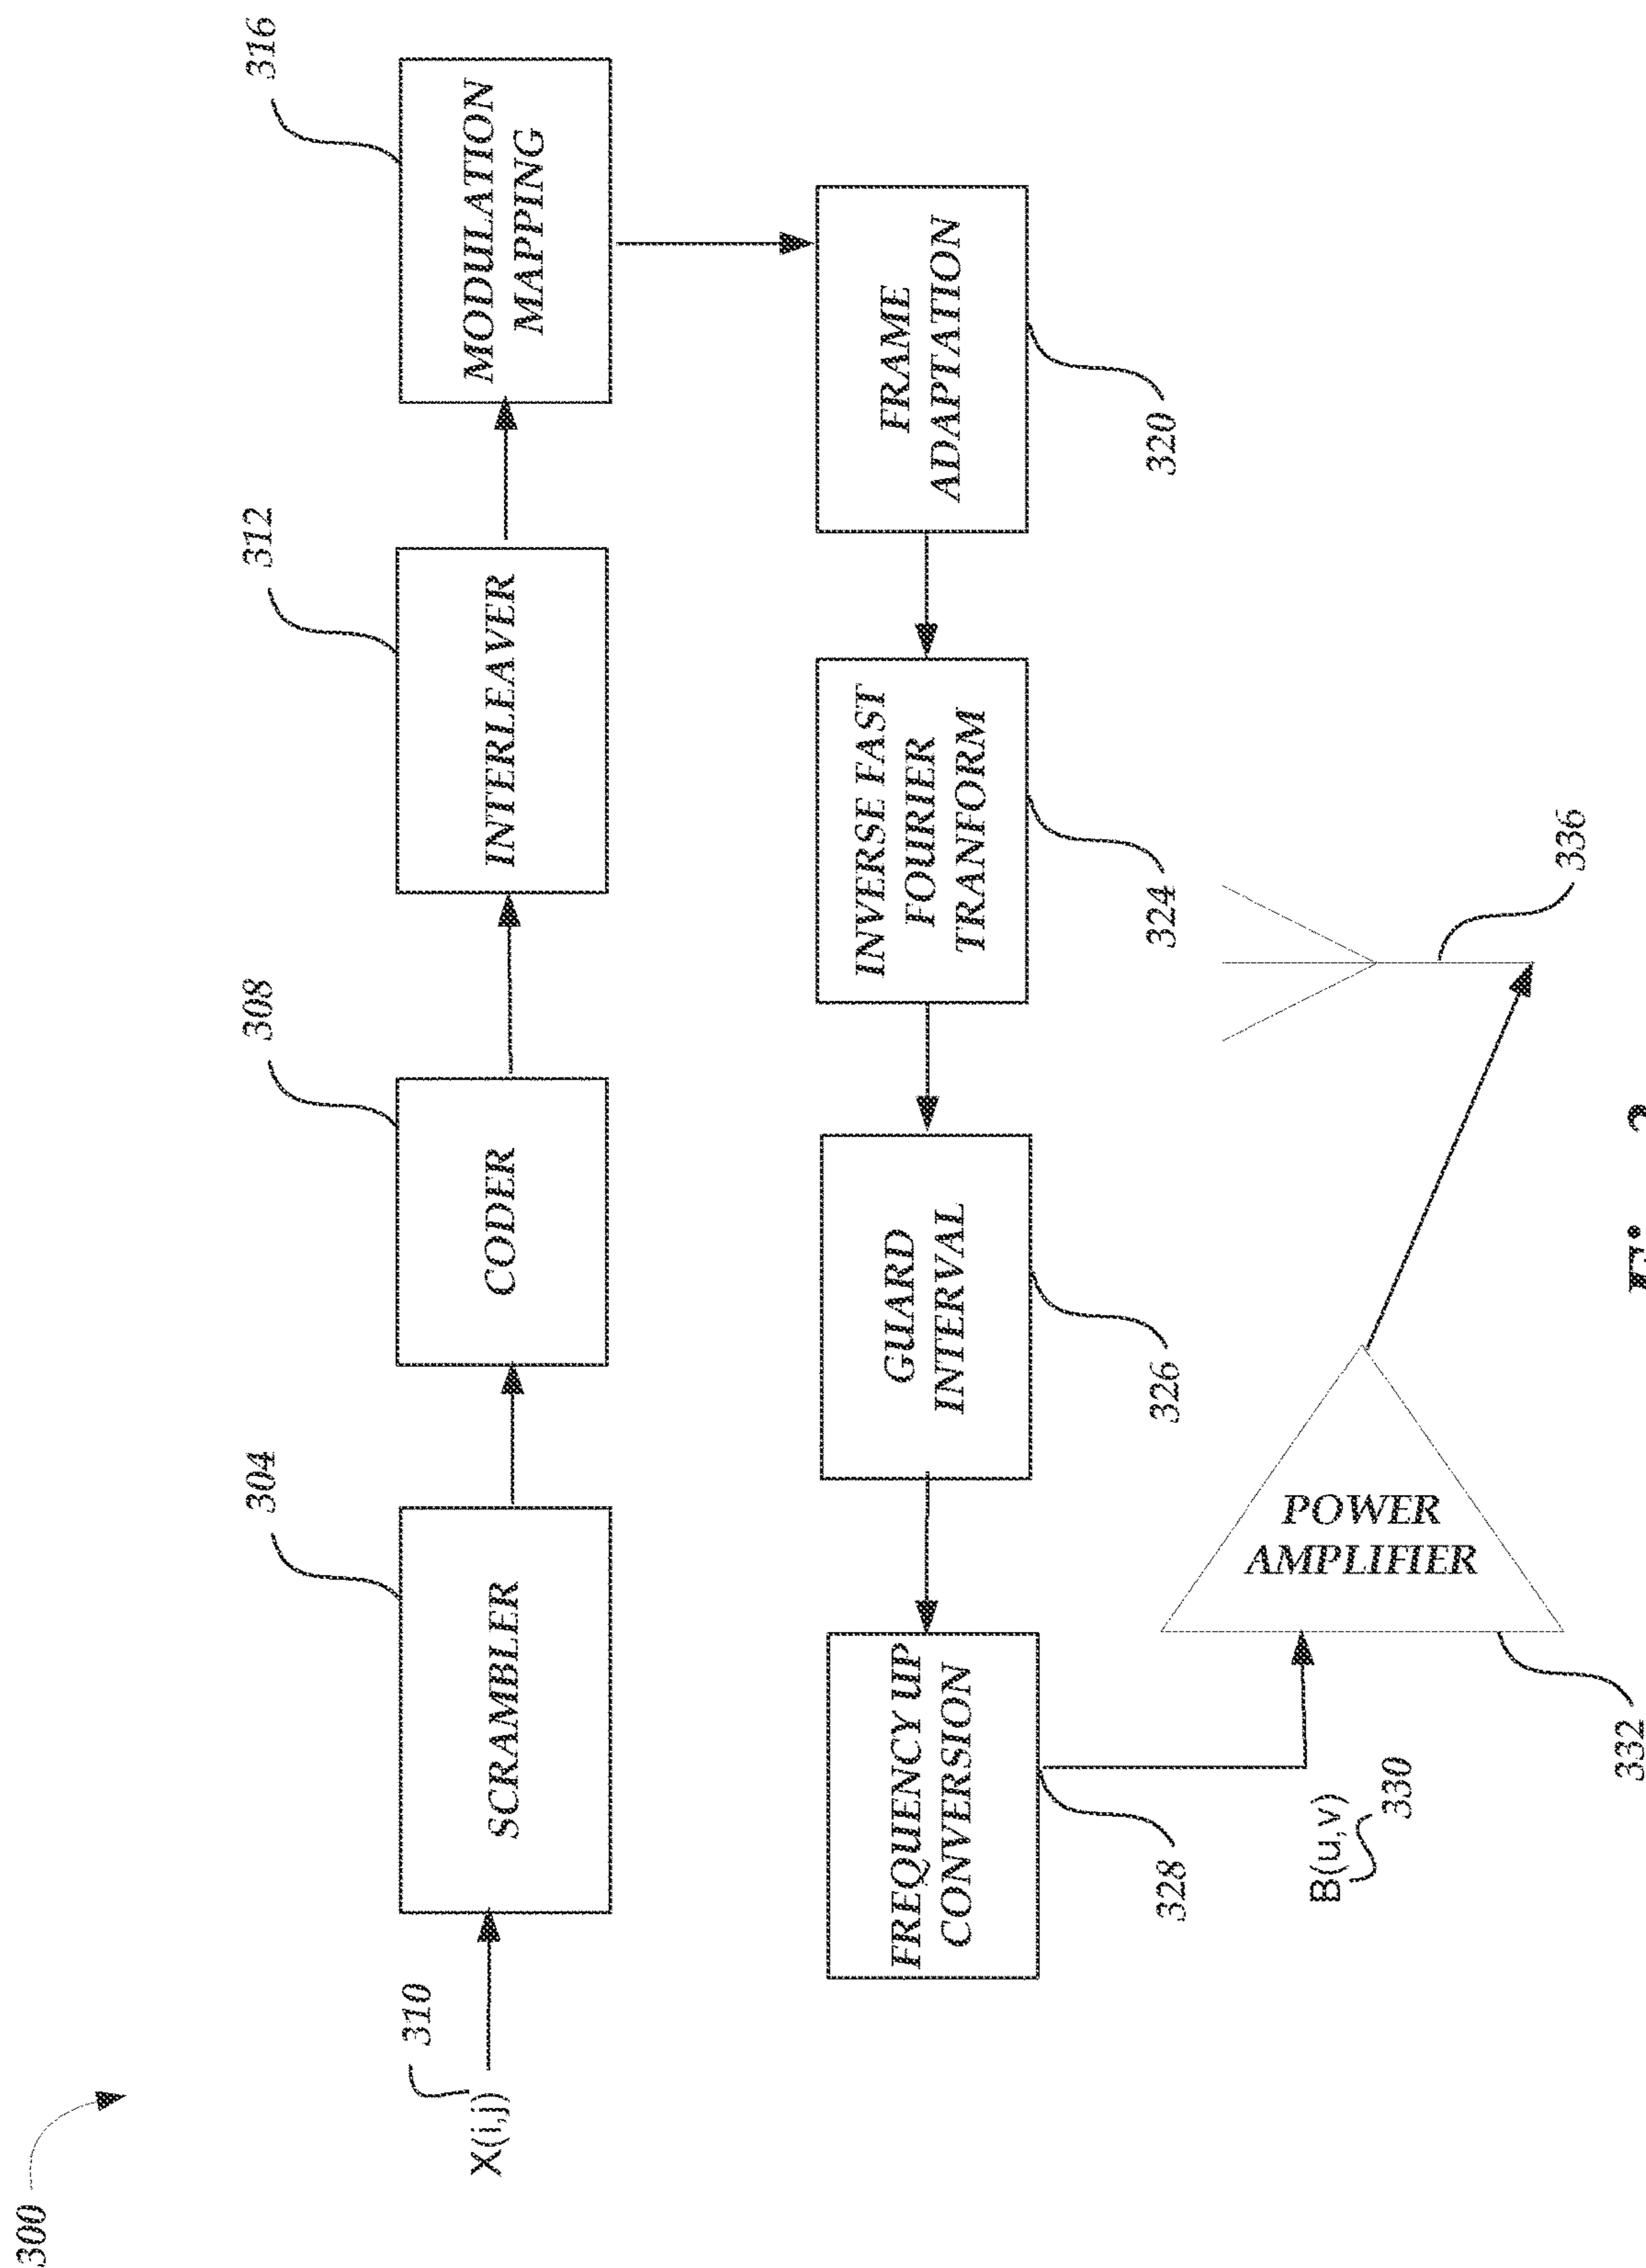 300
X(i,j)
310
SCRAMBLER
304
CODER
308
INTERLEAVER
312
MODULATION
MAPPING
316
FRAME
ADAPTATION
320
INVERSE FAST
FOURIER
TRANFORM
324
GUARD
INTERVAL
326
FREQUENCY UP
CONVERSION
328
B(u,v)
330
POWER
AMPLIFIER
332
336